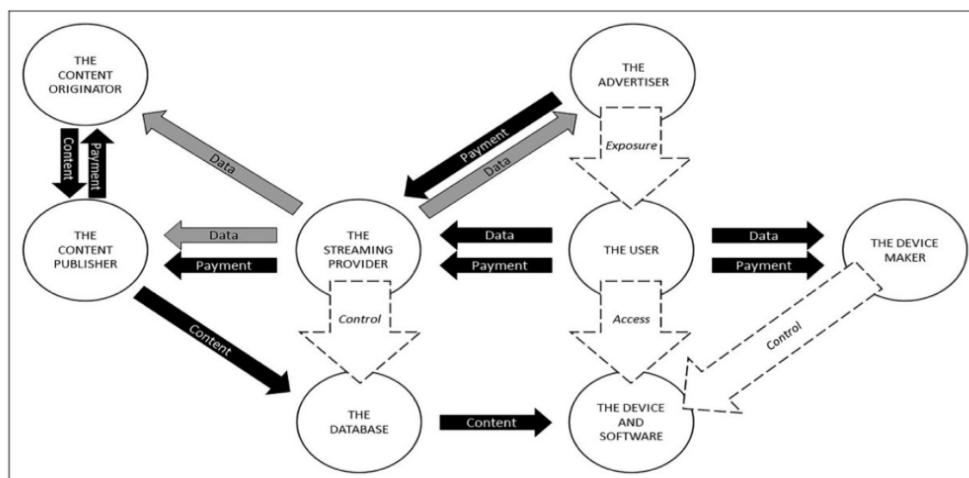 THE
CONTENT
ORIGINATOR
THE
ADVERTISER
Content
Payment
Data
Payment
Data
Exposure
THE
CONTENT
PUBLISHER
Data
Payment
THE
STREAMING
PROVIDER
Data
Payment
THE USER
Data
Payment
THE DEVICE
MAKER
Content
Control
Access
Control
THE
DATABASE
Content
THE DEVICE
AND
SOFTWARE